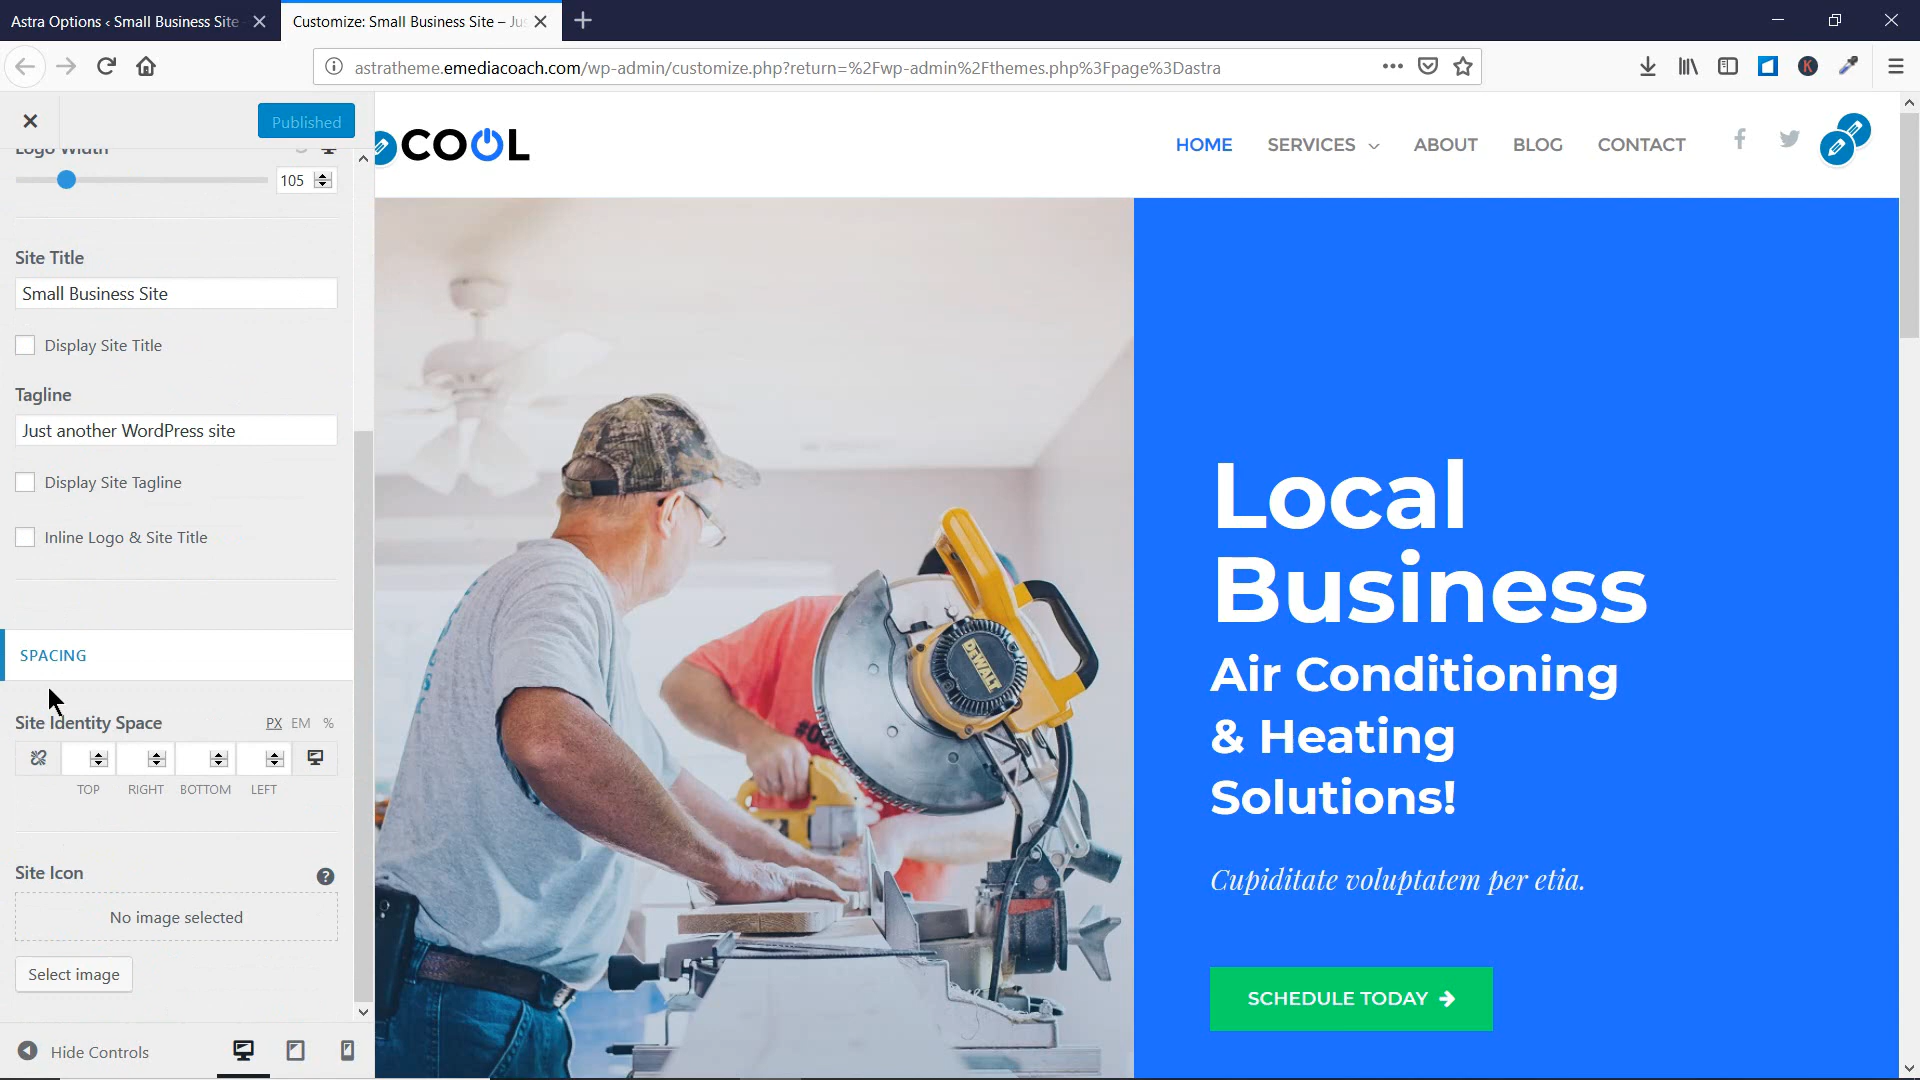 Astra Options ‹ Small Business Site
Customize: Small Business Site – Jus
astratheme.emediacoach.com/wp-admin/customize.php?return=%2Fwp-admin%2Fthemes.php%3Fpage%3Dastra
K
Published
Logo Width
105
Site Title
Small Business Site
Display Site Title
Tagline
Just another WordPress site
Display Site Tagline
Inline Logo & Site Title
SPACING
Site Identity Space
PX EM %
TOP RIGHT BOTTOM LEFT
Site Icon
No image selected
Select image
Hide Controls
COOL
HOME SERVICES ABOUT BLOG CONTACT
DEWALT
Local
Business
Air Conditioning
& Heating
Solutions!
Cupiditate voluptatem per etia.
SCHEDULE TODAY